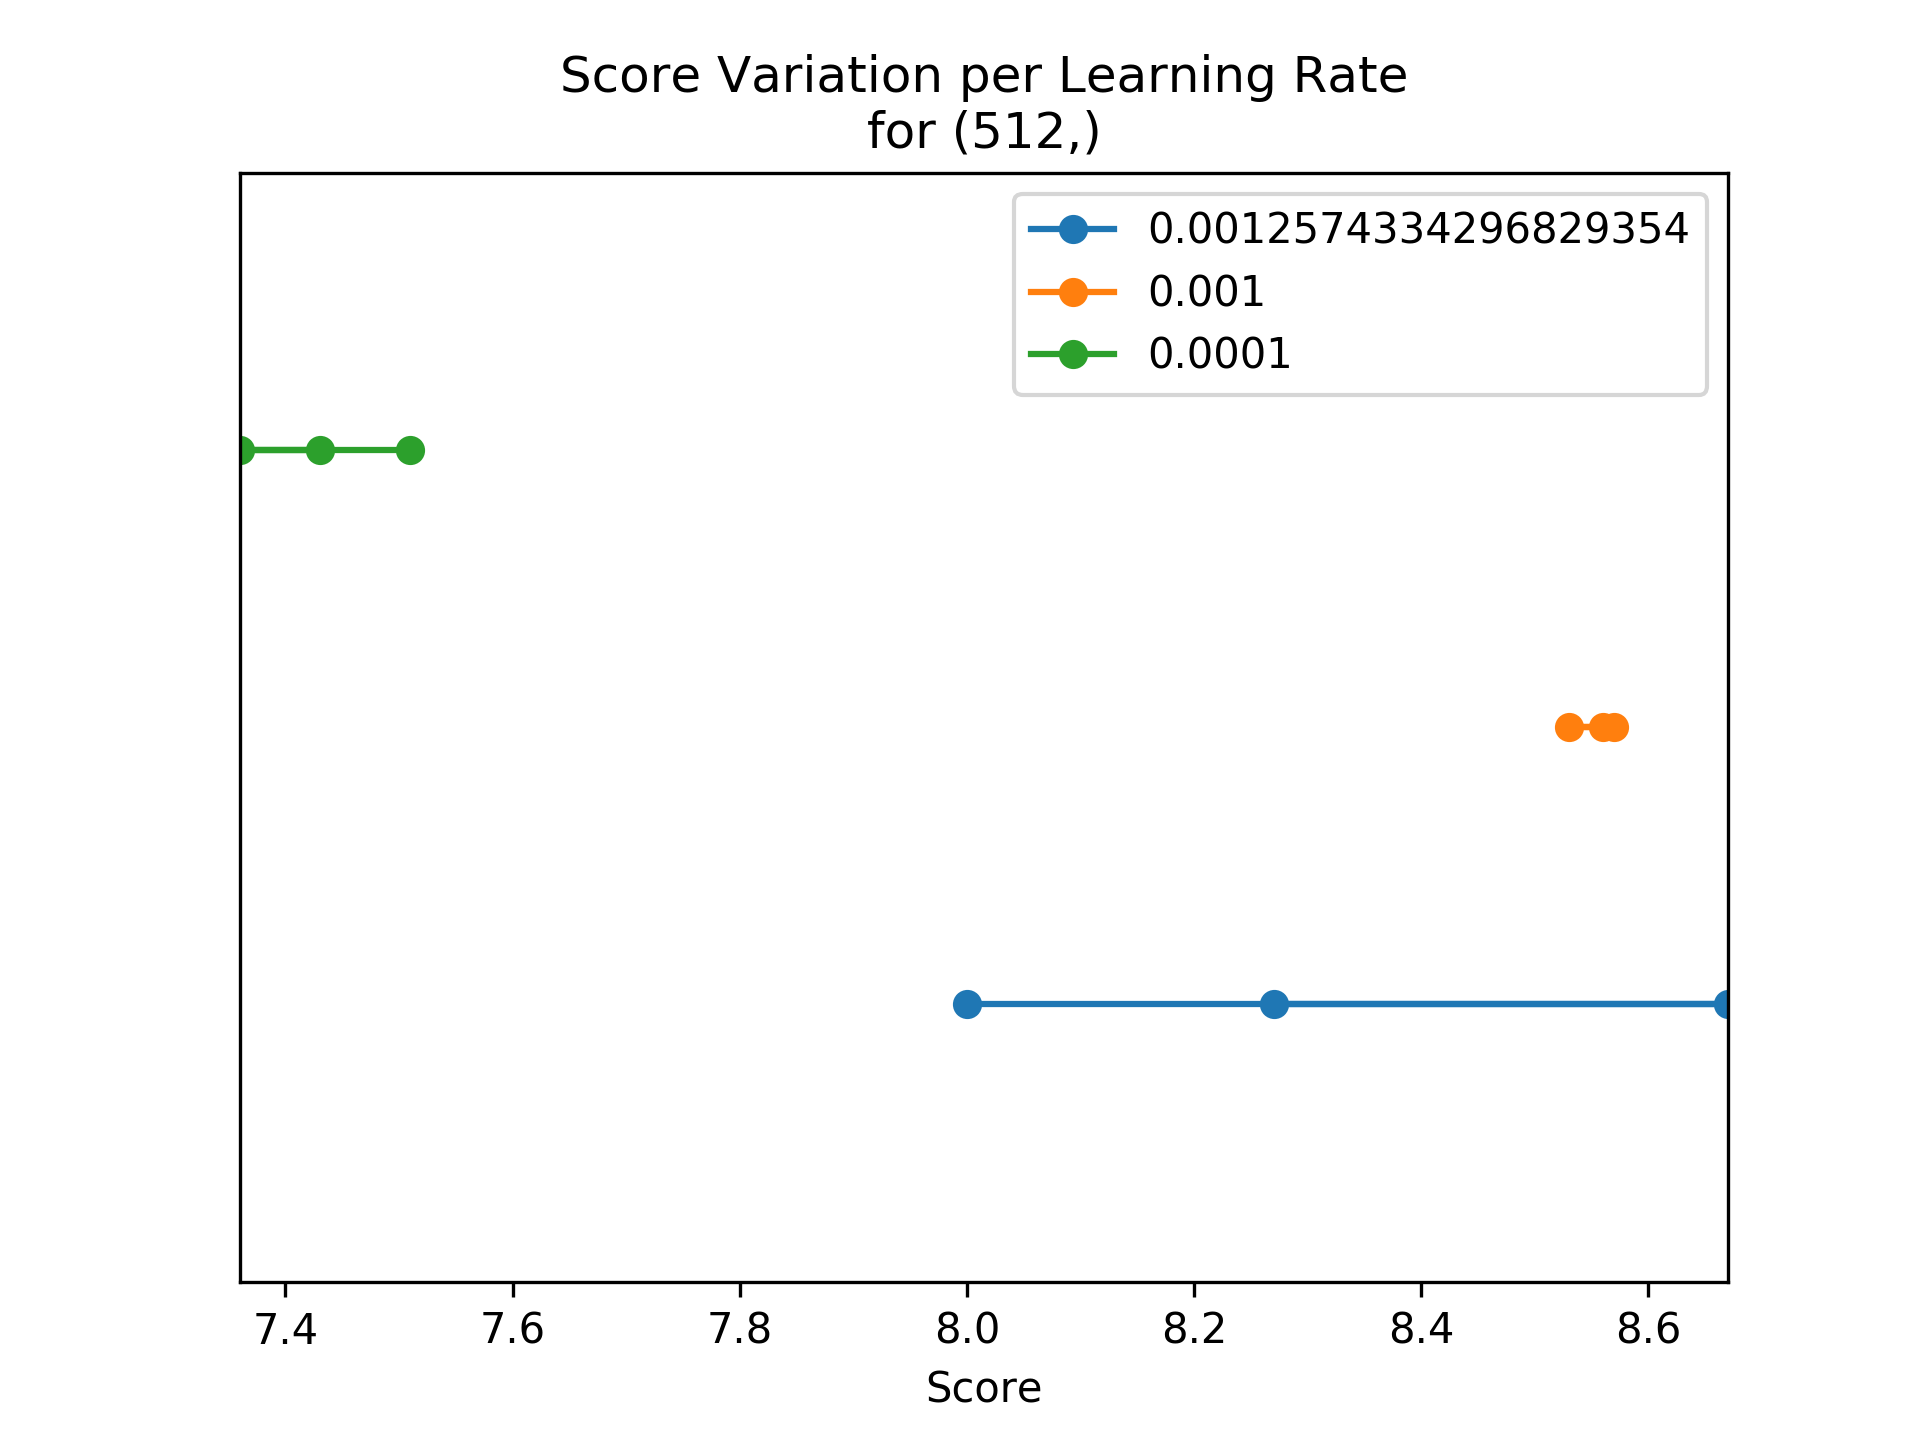 Score Variation per Learning Rate
for (512,)
0.0012574334296829354
0.001
0.0001
7.4 7.6 7.8 8.0 8.2 8.4 8.6
Score